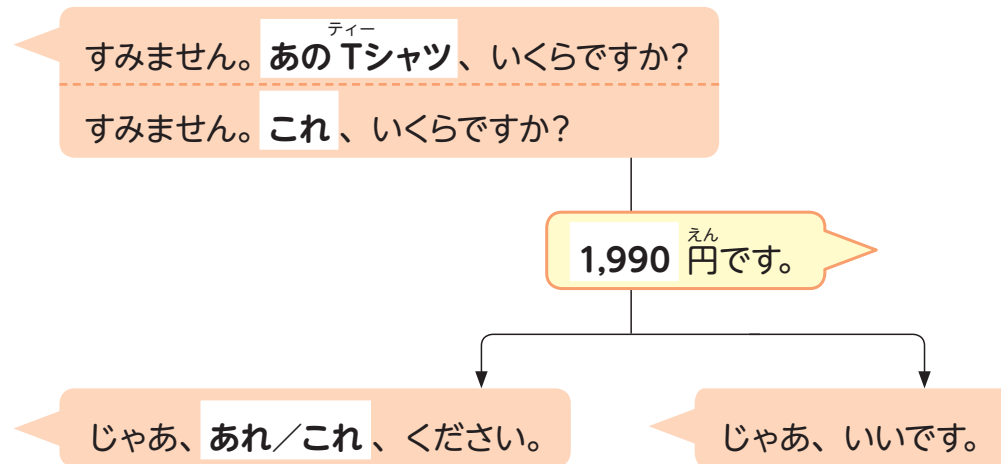 ティー
すみません。あの Tシャツ、いくらですか?
すみません。これ、いくらですか?
えん
1,990 円です。
じゃあ、あれ／これ、ください。
じゃあ、いいです。